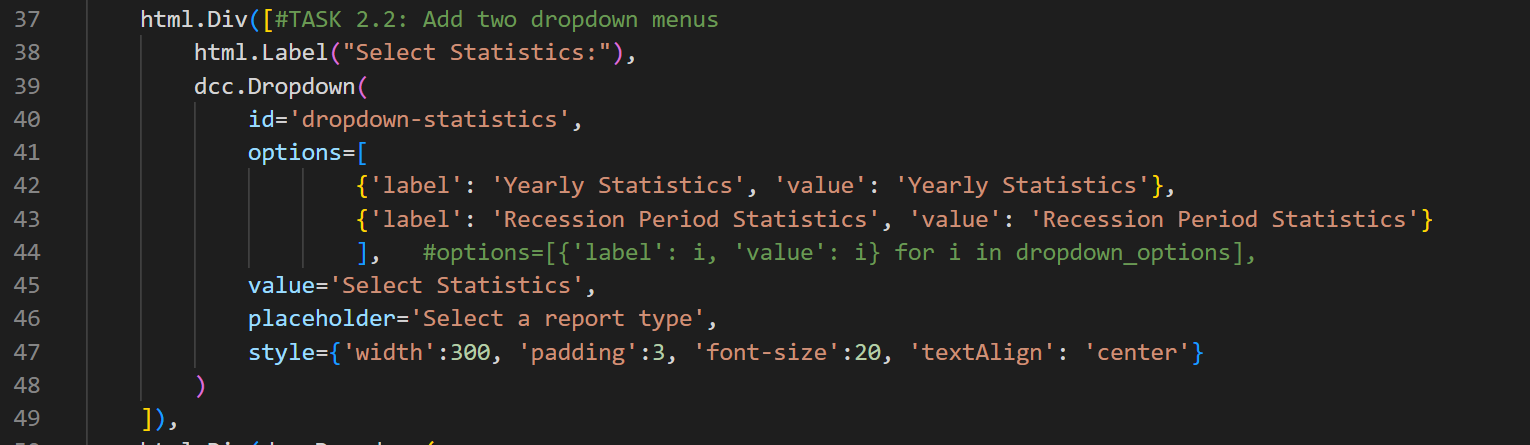 37 html.Div([#TASK 2.2: Add two dropdown menus
38 html.Label("Select Statistics:"),
39 dcc.Dropdown(
40 id='dropdown-statistics',
41 options=[
42 {'label': 'Yearly Statistics', 'value': 'Yearly Statistics'},
43 {'label': 'Recession Period Statistics', 'value': 'Recession Period Statistics'}
44 ], #options=[{'label': i, 'value': i} for i in dropdown_options],
45 value='Select Statistics',
46 placeholder='Select a report type',
47 style={'width':300, 'padding':3, 'font-size':20, 'textAlign': 'center'}
48 )
49 ]),